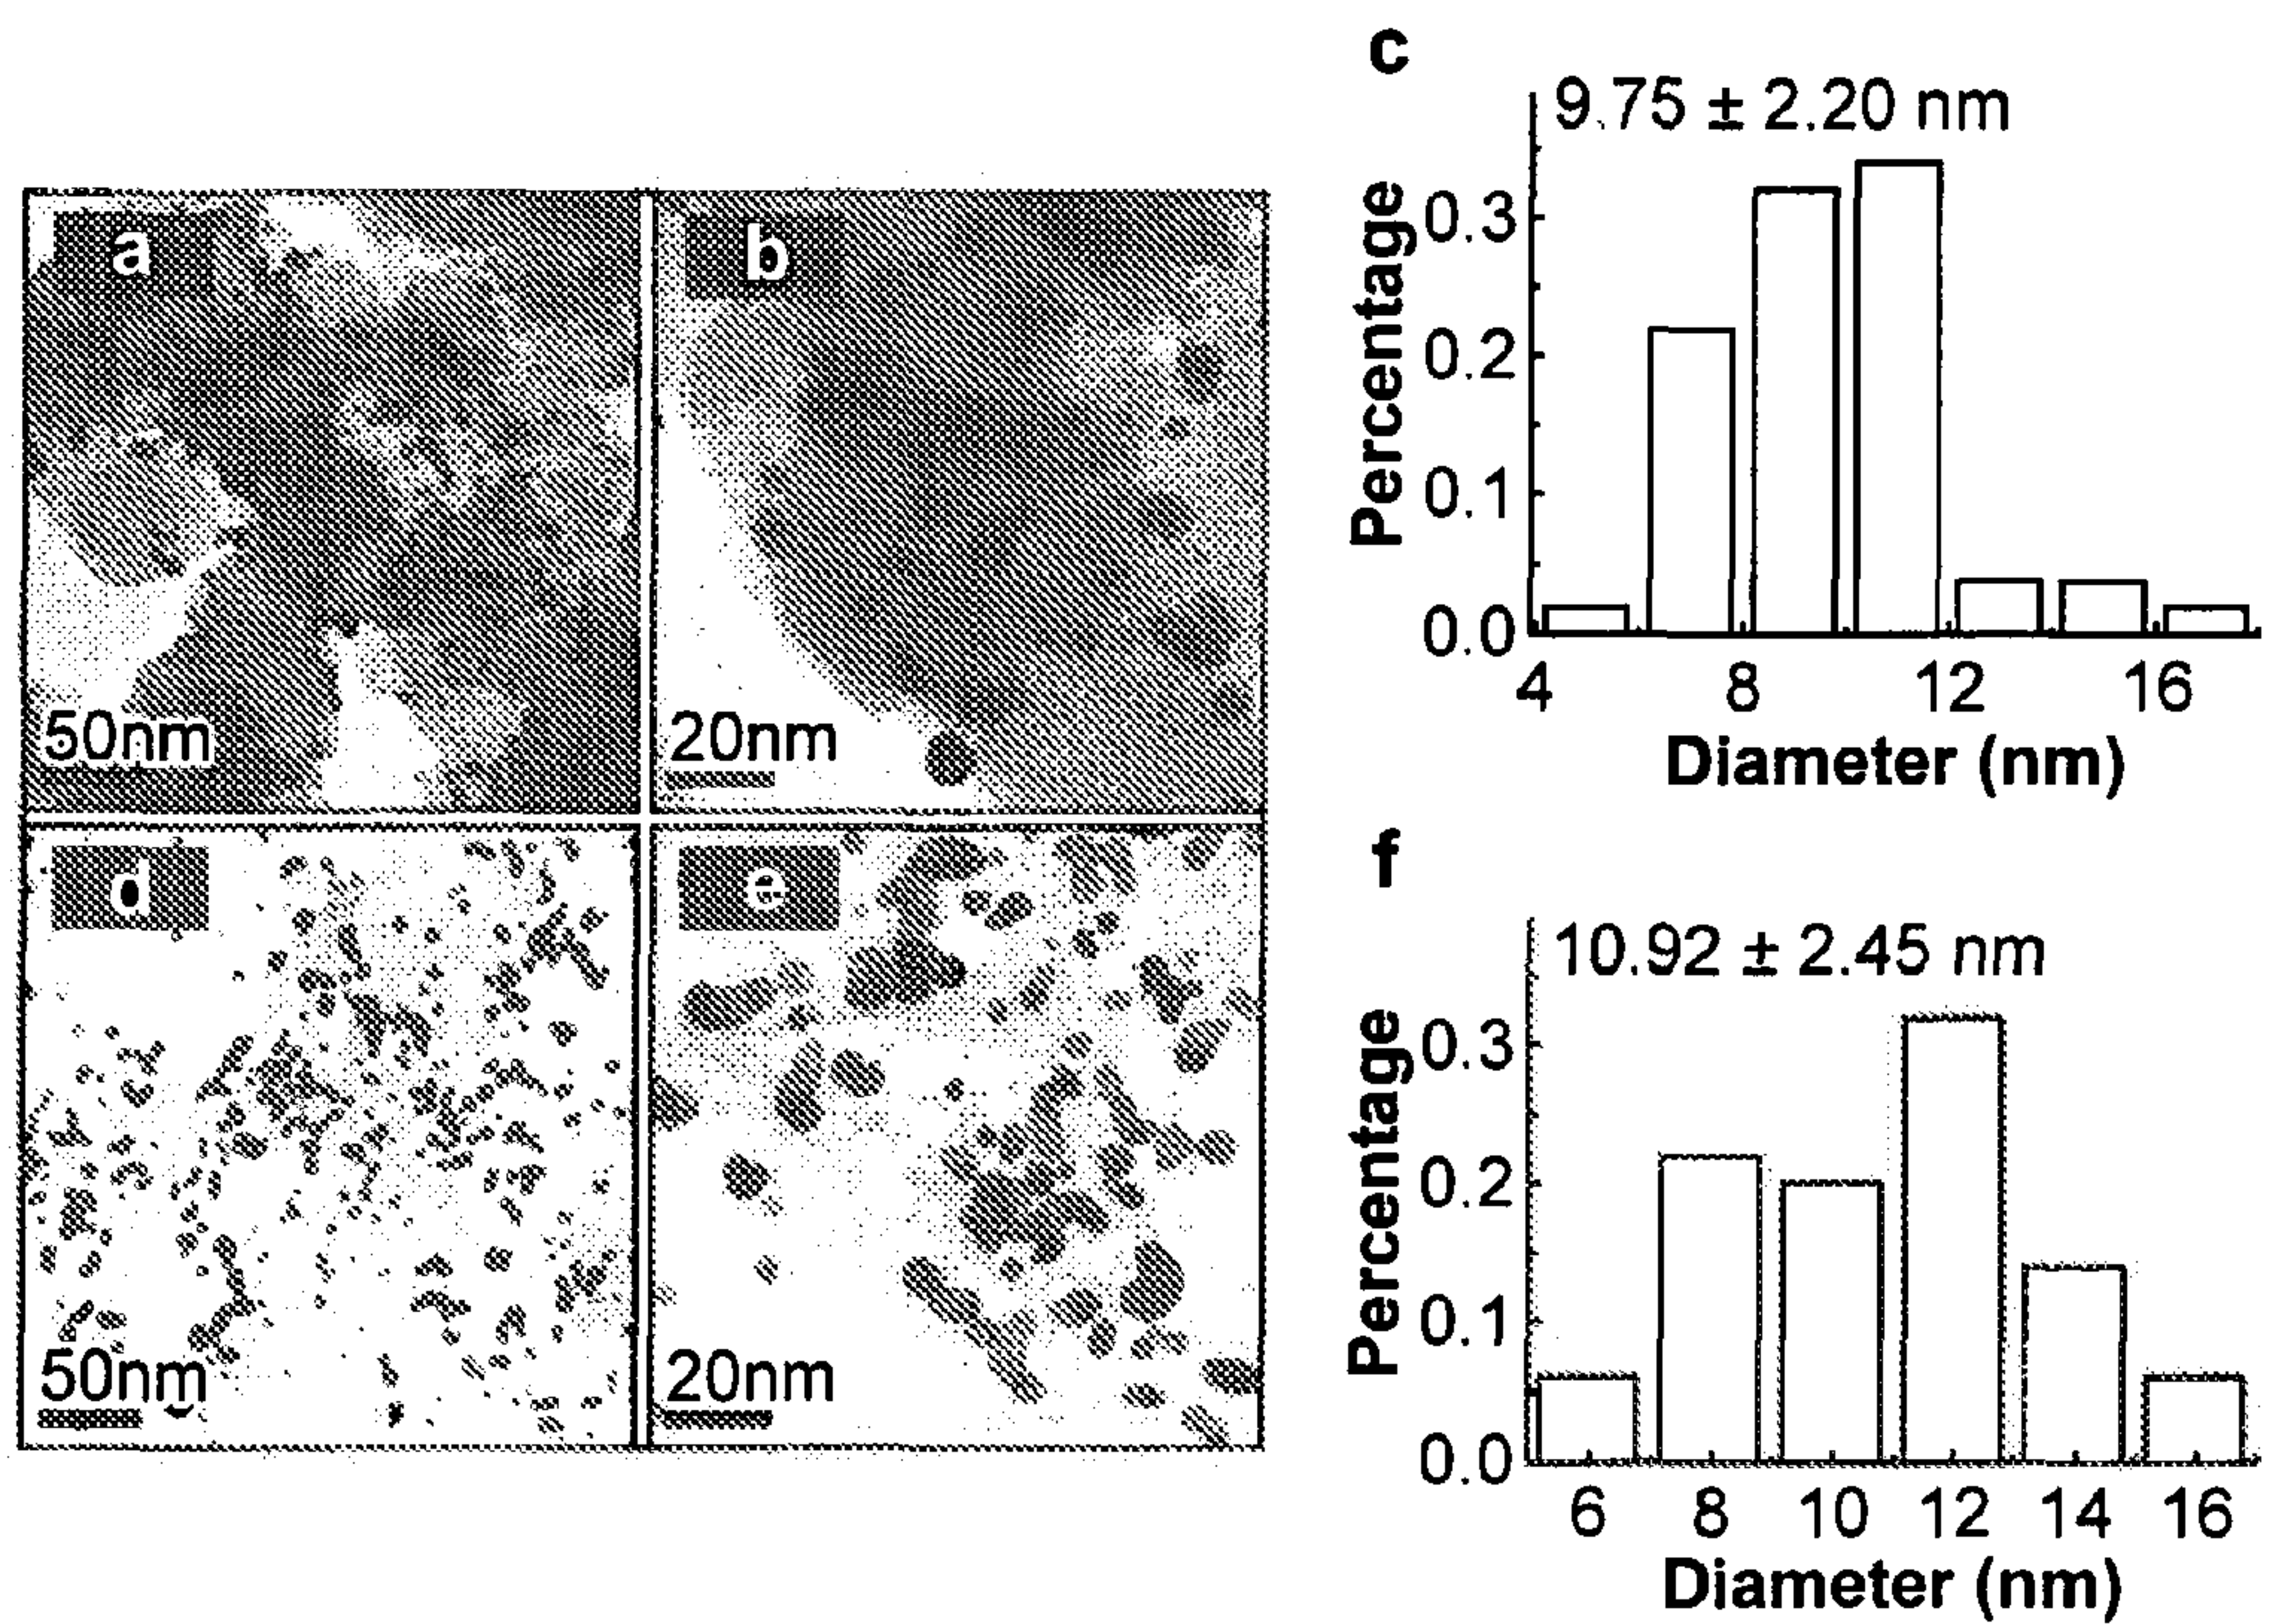 a
b
50nm
20nm
c
9.75 ± 2.20 nm
Percentage
0.3
0.2
0.1
0.0
4 8 12 16
Diameter (nm)
d
e
50nm
20nm
f
10.92 ± 2.45 nm
Percentage
0.3
0.2
0.1
0.0
6 8 10 12 14 16
Diameter (nm)